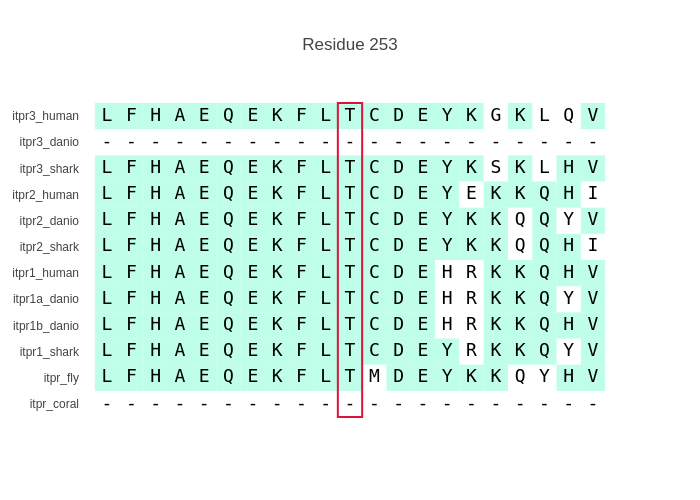 Residue 253
itpr3_human L F H A E Q E K F L T C D E Y K G K L Q V
itpr3_danio - - - - - - - - - - - - - - - - - - - - -
itpr3_shark L F H A E Q E K F L T C D E Y K S K L H V
itpr2_human L F H A E Q E K F L T C D E Y E K K Q H I
itpr2_danio L F H A E Q E K F L T C D E Y K K Q Q Y V
itpr2_shark L F H A E Q E K F L T C D E Y K K Q Q H I
itpr1_human L F H A E Q E K F L T C D E H R K K Q H V
itpr1a_danio L F H A E Q E K F L T C D E H R K K Q Y V
itpr1b_danio L F H A E Q E K F L T C D E H R K K Q H V
itpr1_shark L F H A E Q E K F L T C D E Y R K K Q Y V
itpr_fly L F H A E Q E K F L T M D E Y K K Q Y H V
itpr_coral - - - - - - - - - - - - - - - - - - - - -